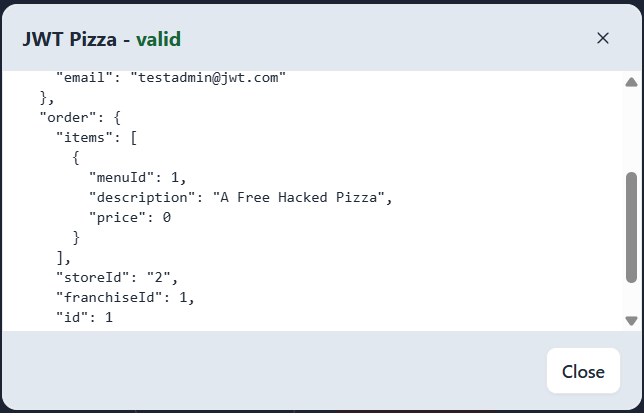 JWT Pizza - valid
"email": "testadmin@jwt.com"
},
"order": {
"items": [
{
"menuId": 1,
"description": "A Free Hacked Pizza",
"price": 0
}
],
"storeId": "2",
"franchiseId": 1,
"id": 1
Close